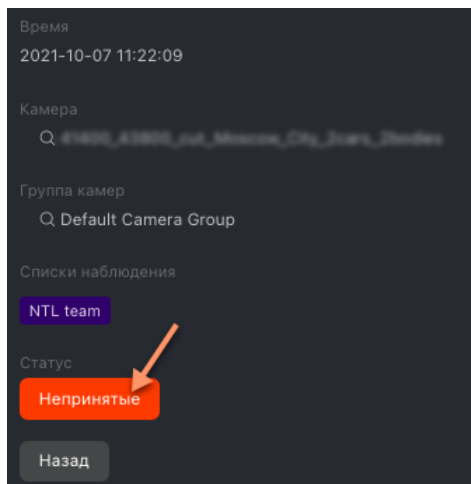 Время
2021-10-07 11:22:09
Камера
41400_43800_cut_Moscow_City_2cars_2bodies
Группа камер
Default Camera Group
Списки наблюдения
NTL team
Статус
Непринятые
Назад